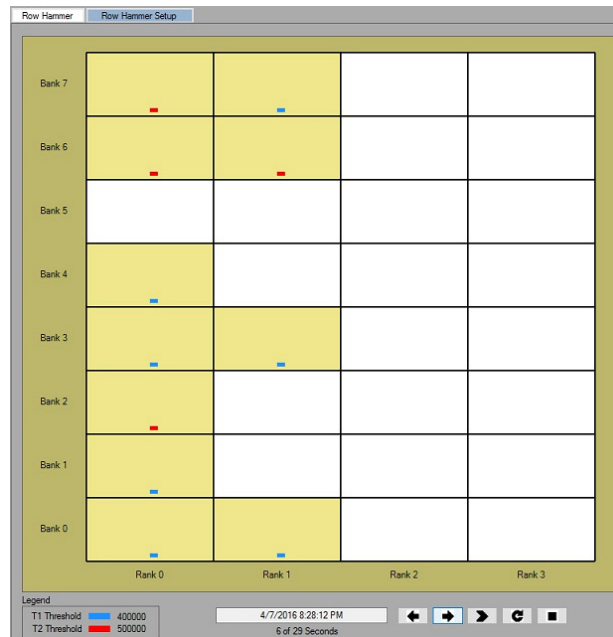 Row Hammer Row Hammer Setup
Bank 7
Bank 6
Bank 5
Bank 4
Bank 3
Bank 2
Bank 1
Bank 0
Rank 0 Rank 1 Rank 2 Rank 3
Legend
T1 Threshold 400000
T2 Threshold 500000
4/7/2016 8:28:12 PM
6 of 29 Seconds